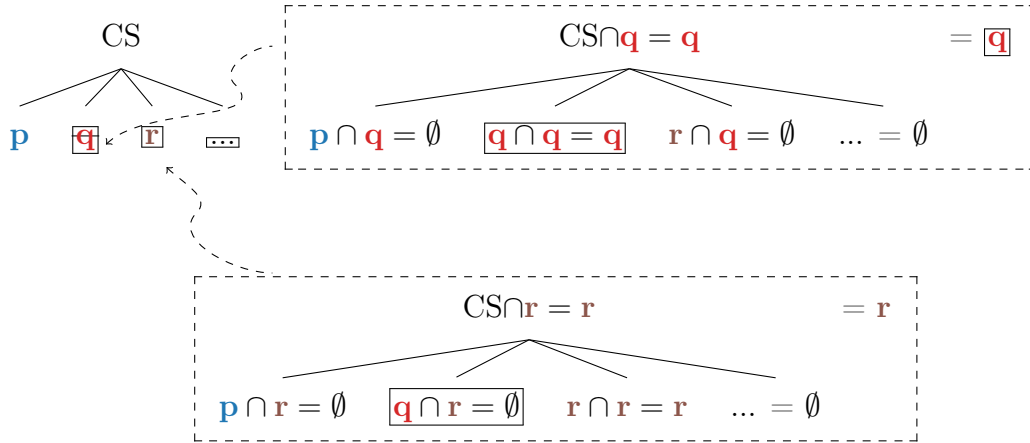 CS
p q r ...
CS∩q = q = q
p ∩ q = ∅ q ∩ q = q r ∩ q = ∅ ... = ∅
CS∩r = r = r
p ∩ r = ∅ q ∩ r = ∅ r ∩ r = r ... = ∅